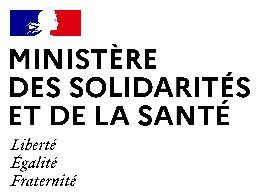 MINISTÈRE
DES SOLIDARITÉS
ET DE LA SANTÉ
Liberté
Égalité
Fraternité